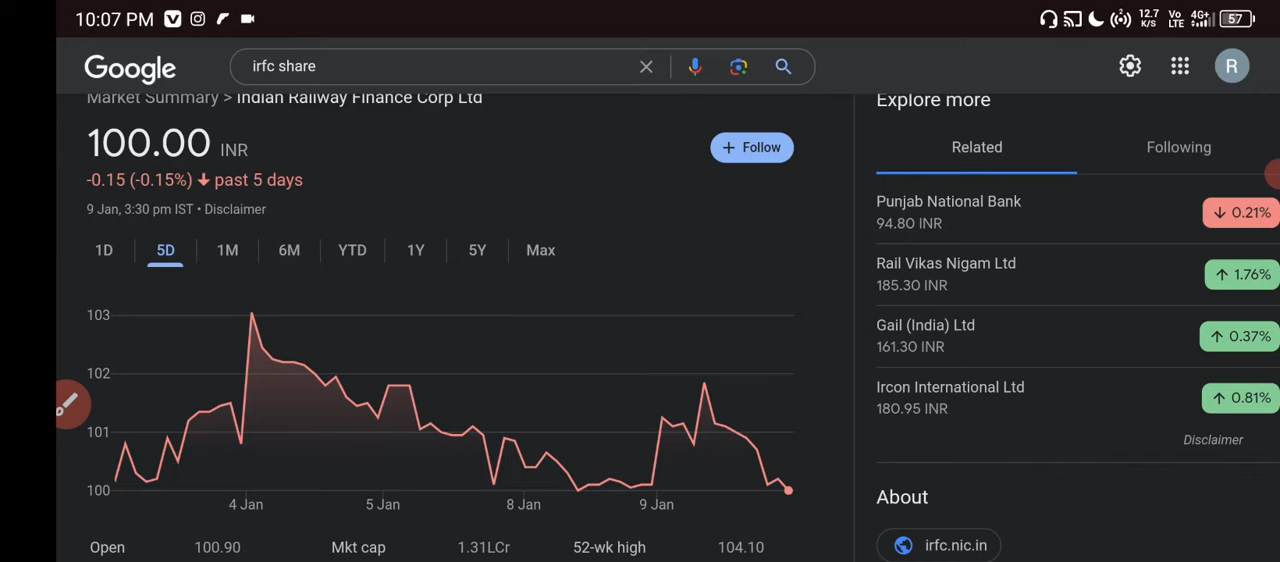 10:07 PM
12.7 K/S Vo LTE 4G+ 57
Google
irfc share
R
Market Summary > Indian Railway Finance Corp Ltd
100.00 INR
+ Follow
-0.15 (-0.15%) ↓ past 5 days
9 Jan, 3:30 pm IST • Disclaimer
1D 5D 1M 6M YTD 1Y 5Y Max
103
102
101
100
4 Jan 5 Jan 8 Jan 9 Jan
Open 100.90 Mkt cap 1.31LCr 52-wk high 104.10
Explore more
Related Following
Punjab National Bank
94.80 INR
↓ 0.21%
Rail Vikas Nigam Ltd
185.30 INR
↑ 1.76%
Gail (India) Ltd
161.30 INR
↑ 0.37%
Ircon International Ltd
180.95 INR
↑ 0.81%
Disclaimer
About
irfc.nic.in